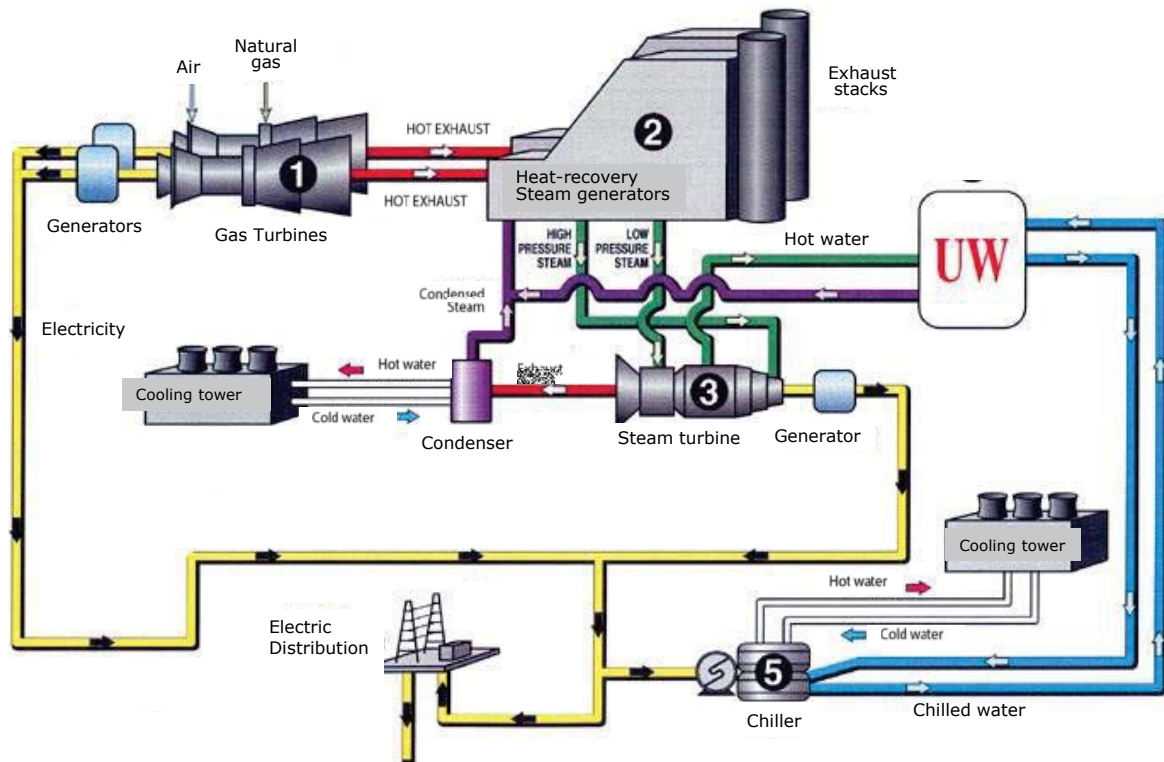 Natural
gas
Air
Exhaust
stacks
2
HOT EXHAUST
1
Heat-recovery
Steam generators
HOT EXHAUST
Generators
Gas Turbines
HIGH
PRESSURE
STEAM
LOW
PRESSURE
STEAM
Hot water
UW
Condensed
Steam
Electricity
Hot water
Exhaust
Cooling tower
3
Cold water
Condenser
Steam turbine
Generator
Cooling tower
Hot water
Electric
Distribution
Cold water
5
Chiller
Chilled water